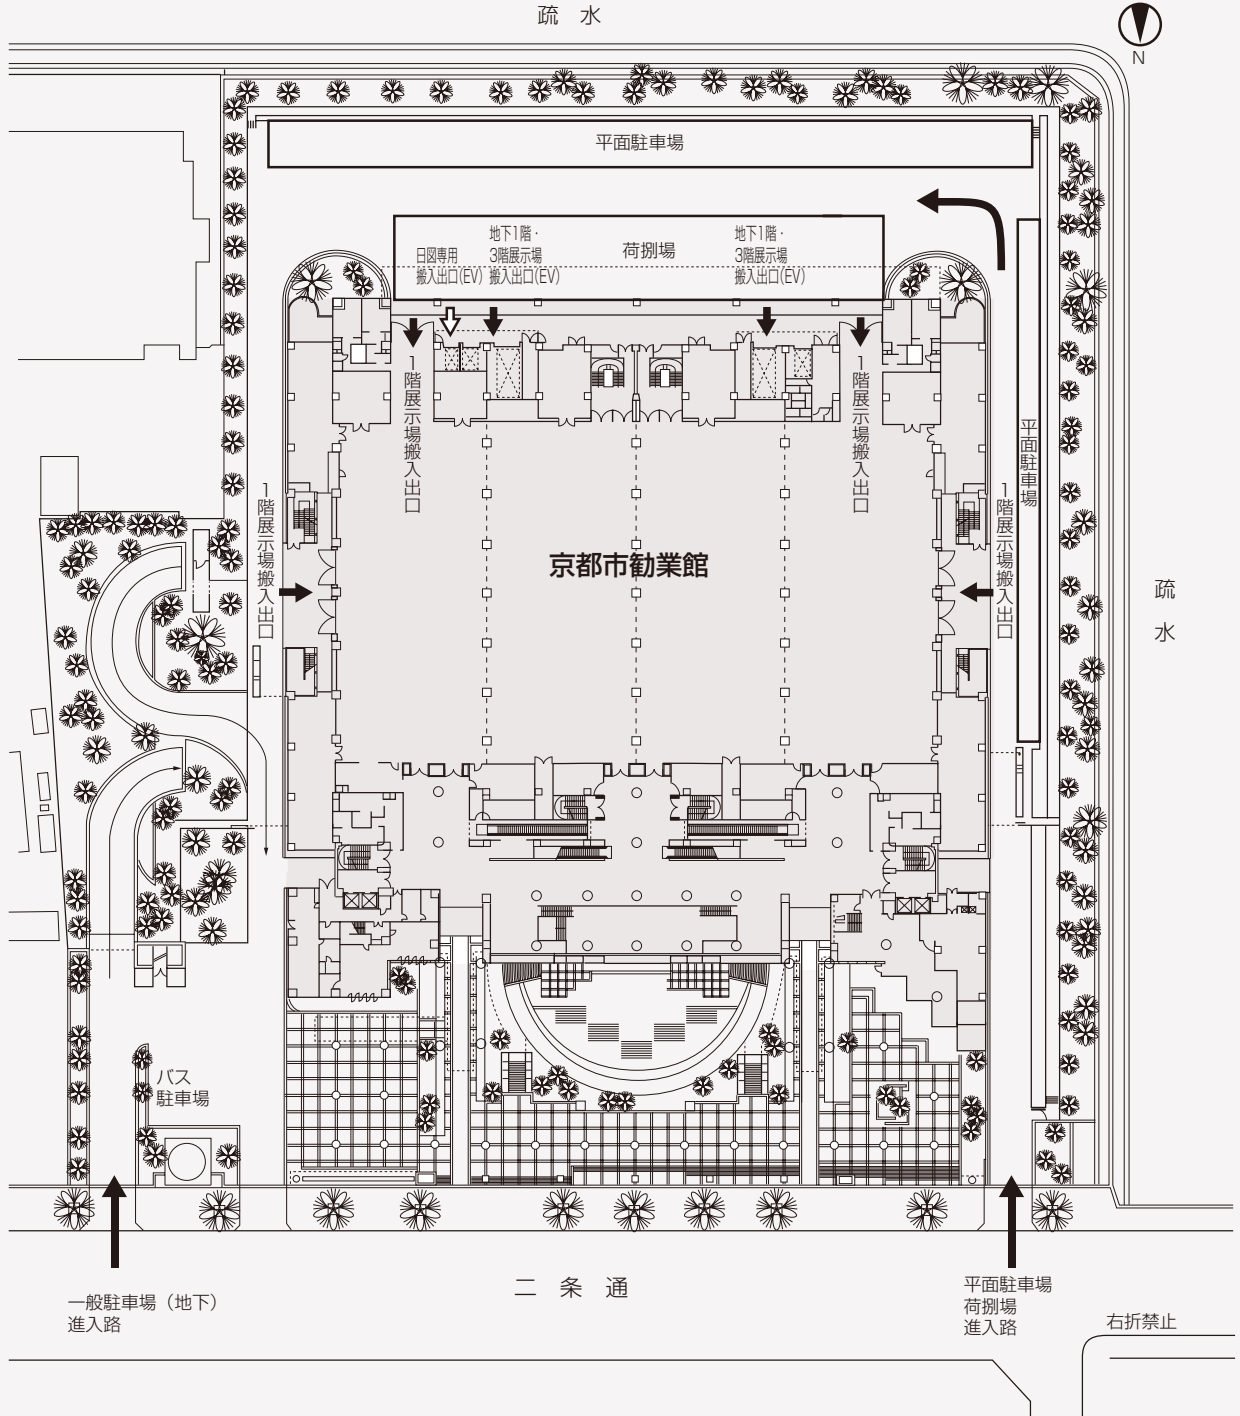 疏 水
N
平面駐車場
日図専用
搬入出口(EV)
地下1階・
3階展示場
搬入出口(EV)
荷捌場
地下1階・
3階展示場
搬入出口(EV)
1階展示場搬入出口
1階展示場搬入出口
平面駐車場
1階展示場搬入出口
1階展示場搬入出口
京都市勧業館
疏水
バス
駐車場
二 条 通
一般駐車場（地下）
進入路
平面駐車場
荷捌場
進入路
右折禁止